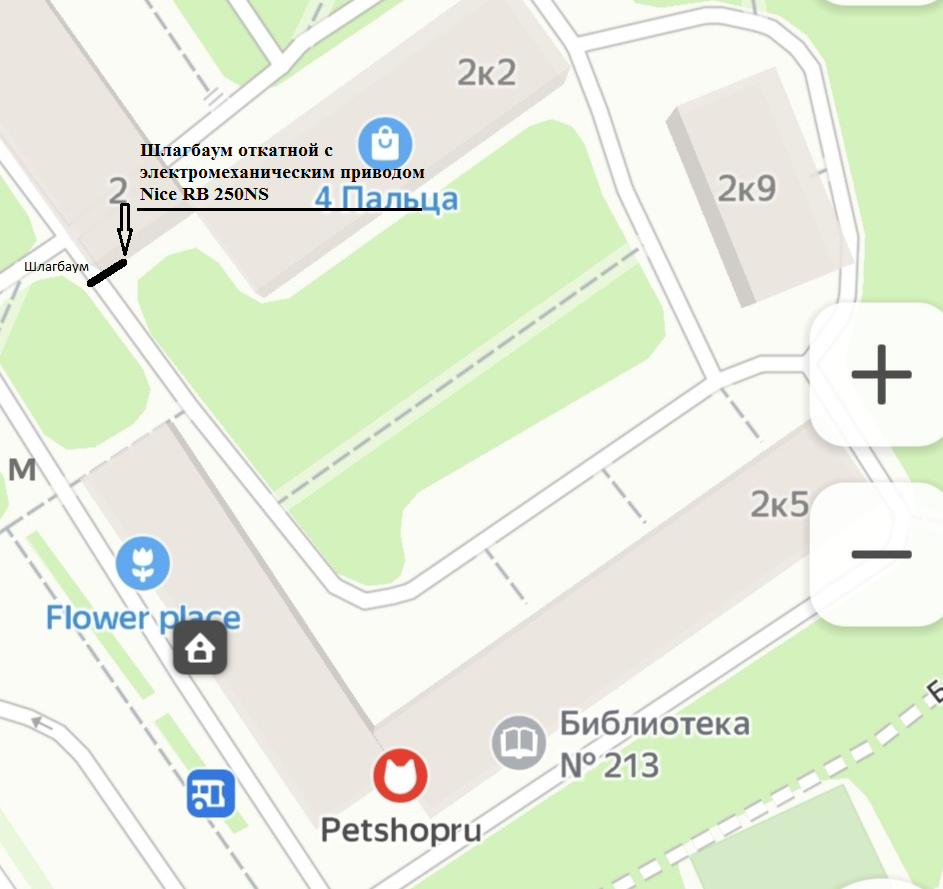 2к2
Шлагбаум откатной с
электромеханическим приводом
Nice RB 250NS
2
4 Пальца
2к9
Шлагбаум
М
2к5
Flower place
Библиотека
№ 213
Petshopru
Б